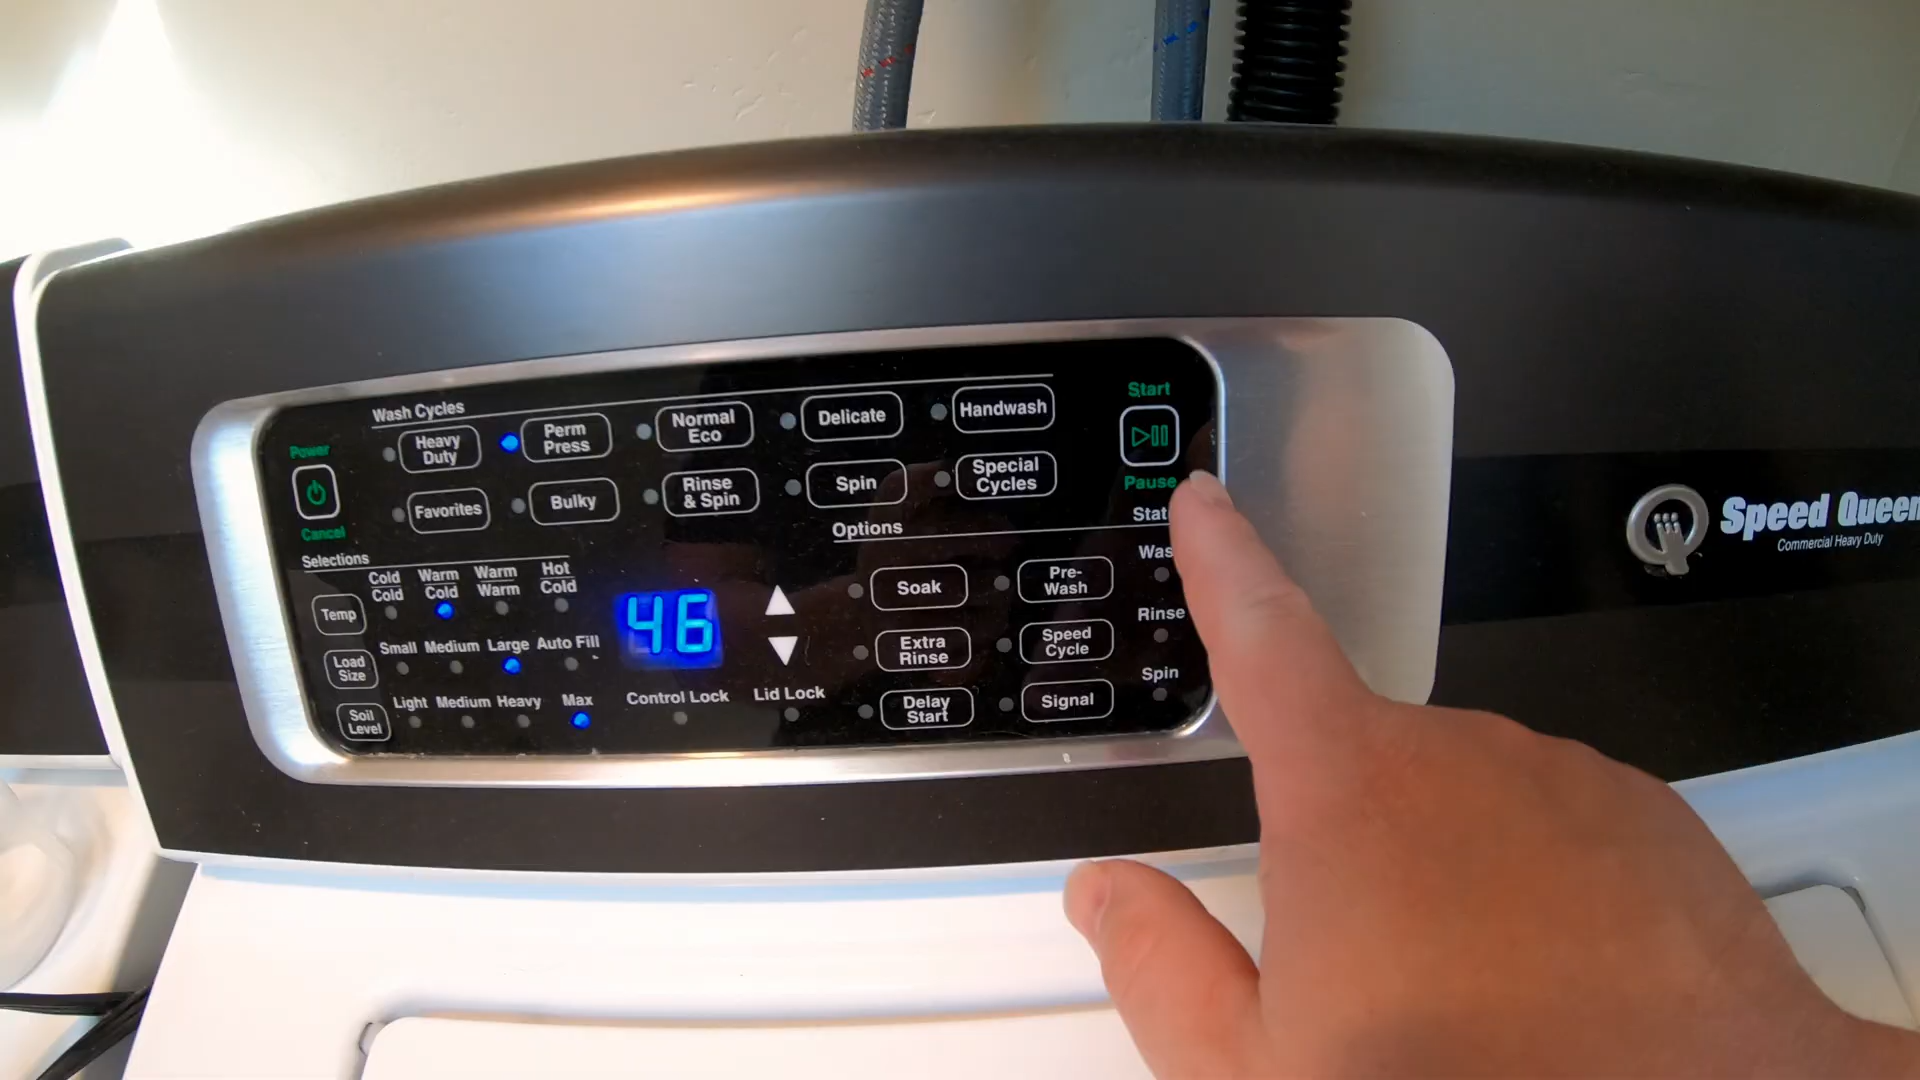 Wash Cycles
Power
Cancel
Heavy
Duty
Perm
Press
Normal
Eco
Delicate
Handwash
Favorites
Bulky
Rinse
& Spin
Spin
Special
Cycles
Start
Pause
Selections
Temp
Cold
Cold
Warm
Cold
Warm
Warm
Hot
Cold
Load
Size
Small Medium Large Auto Fill
Soil
Level
Light Medium Heavy Max
46
Control Lock
Lid Lock
Options
Soak
Pre-
Wash
Extra
Rinse
Speed
Cycle
Delay
Start
Signal
Stat
Was
Rinse
Spin
Q
Speed Queen
Commercial Heavy Duty